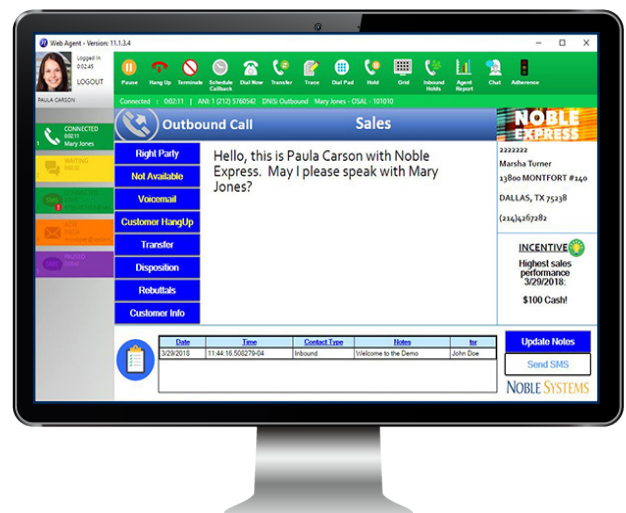 Web Agent - Version: 11.1.3.4
Logged In
0:02:45
LOGOUT
PAULA CARSON
Pause
Hang Up
Terminate
Schedule Callback
Dial Now
Transfer
Trace
Dial Pad
Hold
Grid
Inbound Holds
Agent Report
Chat
Adherence
Connected | 0:02:11 | ANI: 1 (212) 5760542 DNIS: Outbound Mary Jones - OSAL - 101010
CONNECTED
0:02:11
Mary Jones
1
WAITING
2
SMS
ACW
PAUSED
Outbound Call
Sales
NOBLE
EXPRESS
Right Party
Not Available
Voicemail
Customer HangUp
Transfer
Disposition
Rebuttals
Customer Info
Hello, this is Paula Carson with Noble
Express. May I please speak with Mary
Jones?
2222222
Marsha Turner
13800 MONTFORT #140
DALLAS, TX 75238
(214)4267282
INCENTIVE
Highest sales
performance
3/29/2018:
$100 Cash!
Date Time Contact Type Notes tsr
3/29/2018 11:44:16.508279-04 Inbound Welcome to the Demo John Doe
Update Notes
Send SMS
NOBLE SYSTEMS